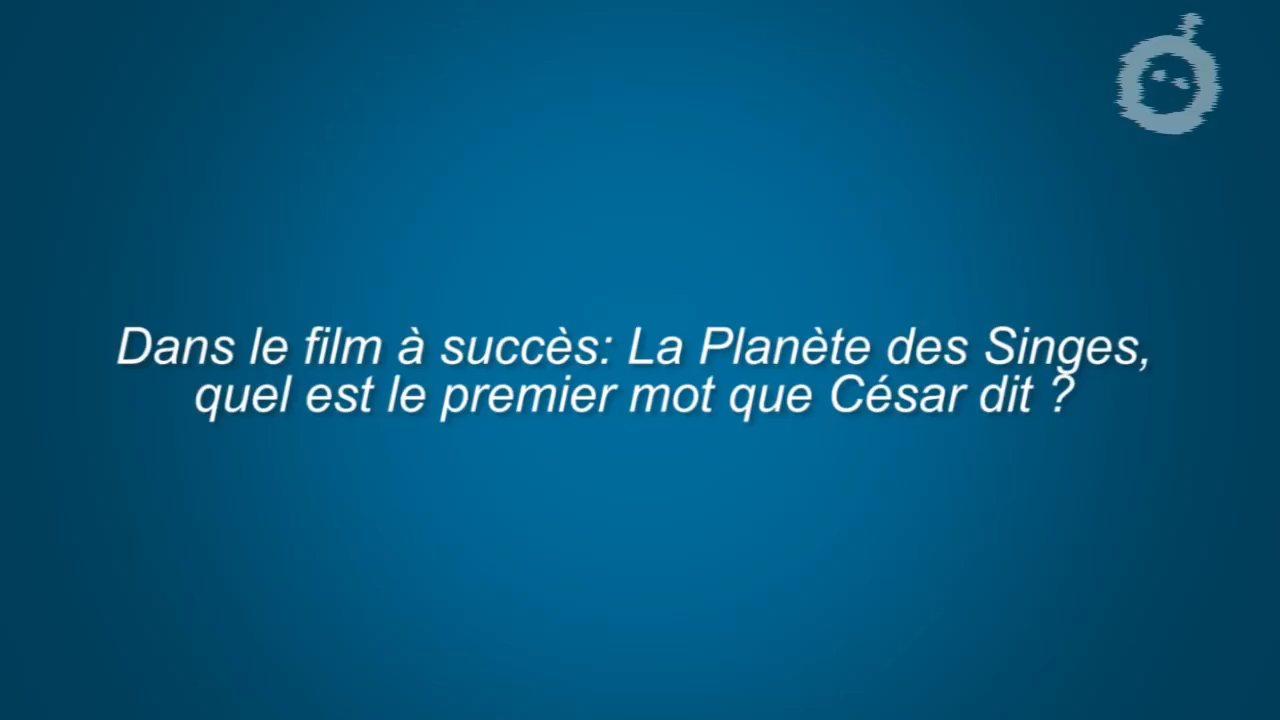 Dans le film à succès: La Planète des Singes,
quel est le premier mot que César dit ?